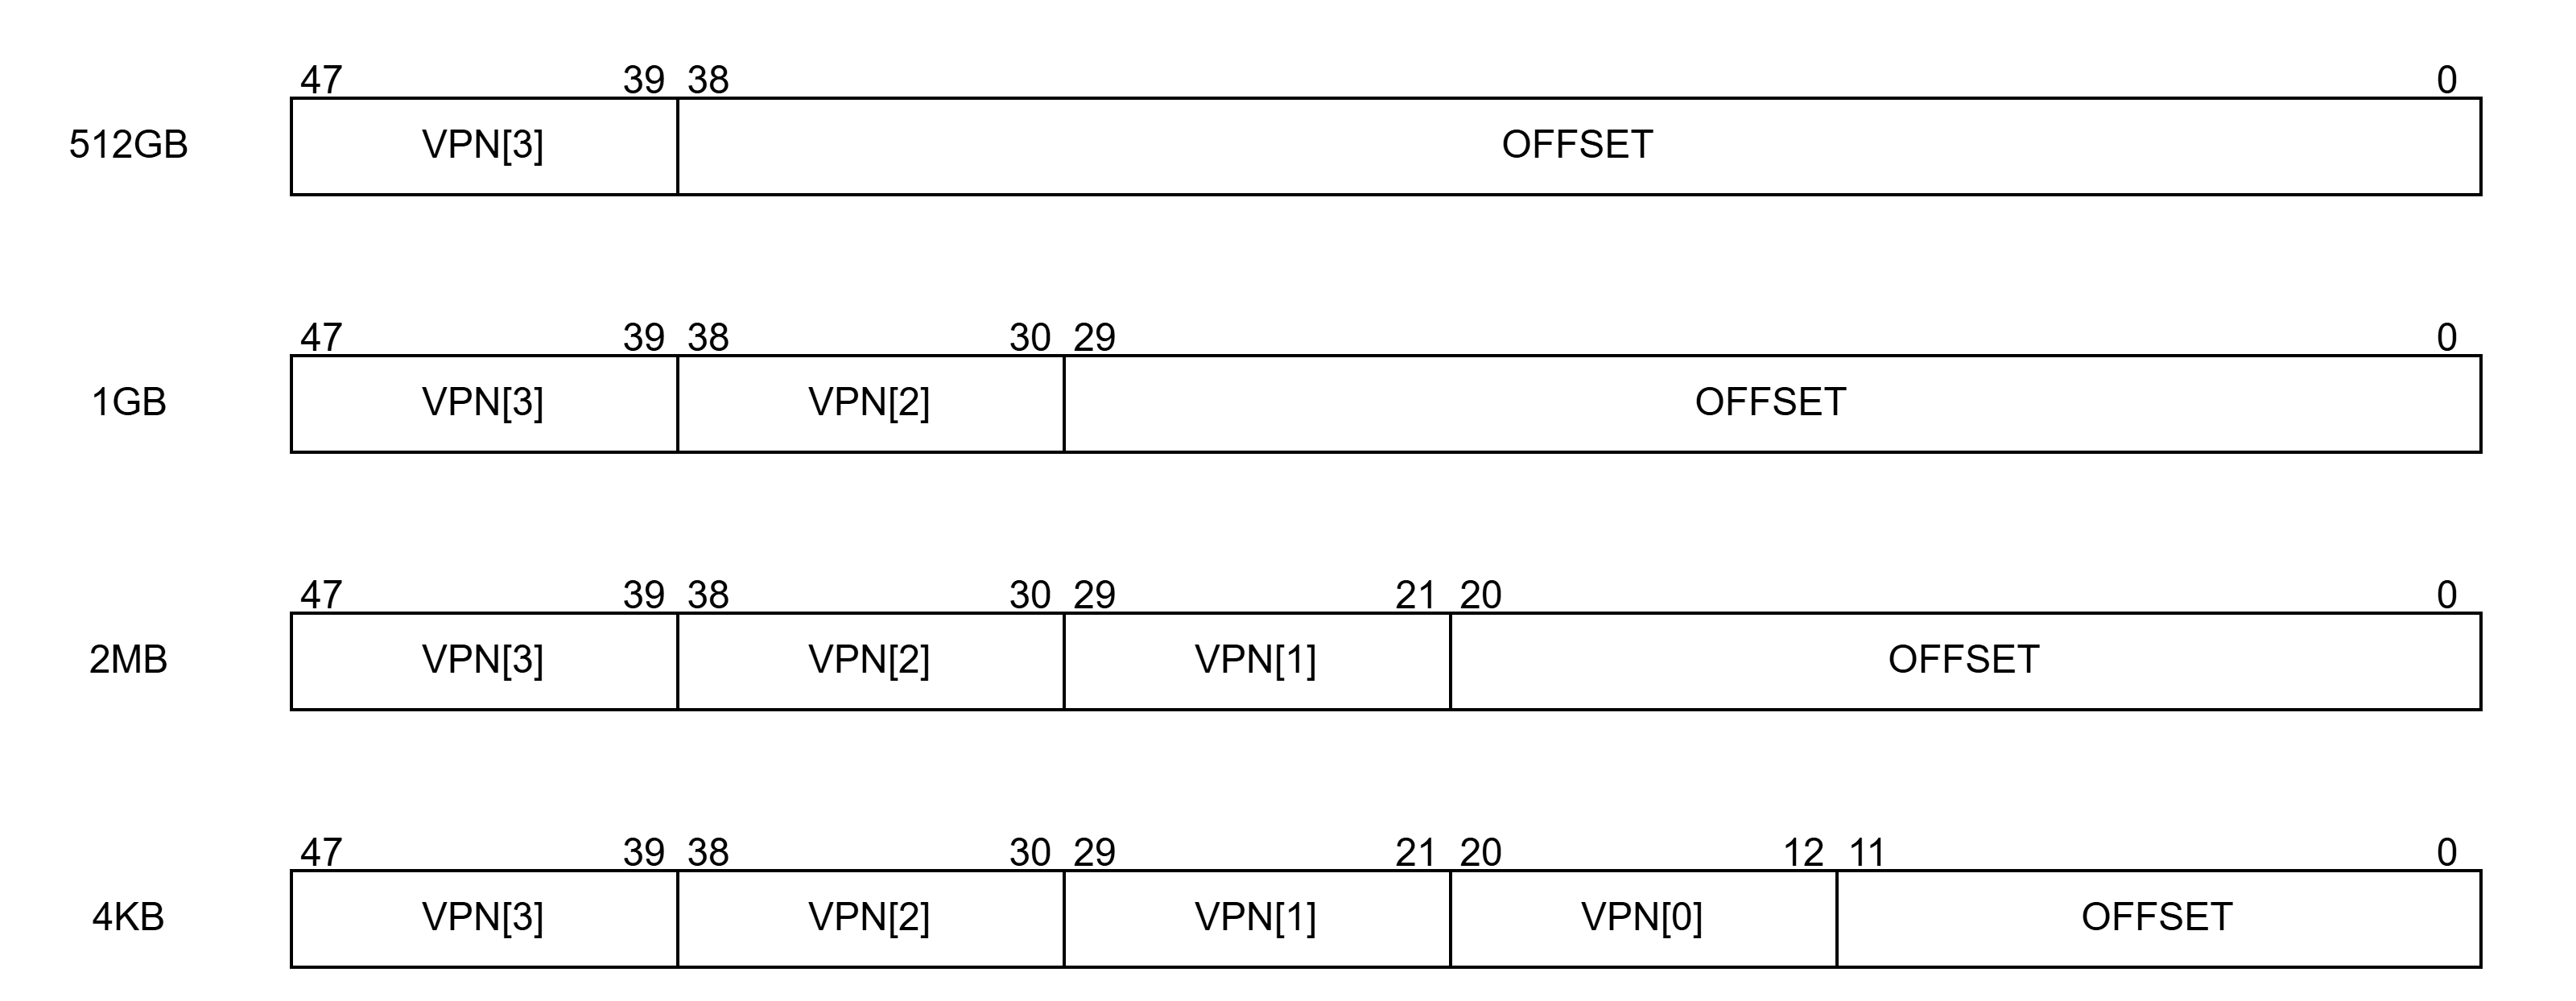 47 39 38 0
512GB VPN[3] OFFSET
47 39 38 30 29 0
1GB VPN[3] VPN[2] OFFSET
47 39 38 30 29 21 20 0
2MB VPN[3] VPN[2] VPN[1] OFFSET
47 39 38 30 29 21 20 12 11 0
4KB VPN[3] VPN[2] VPN[1] VPN[0] OFFSET